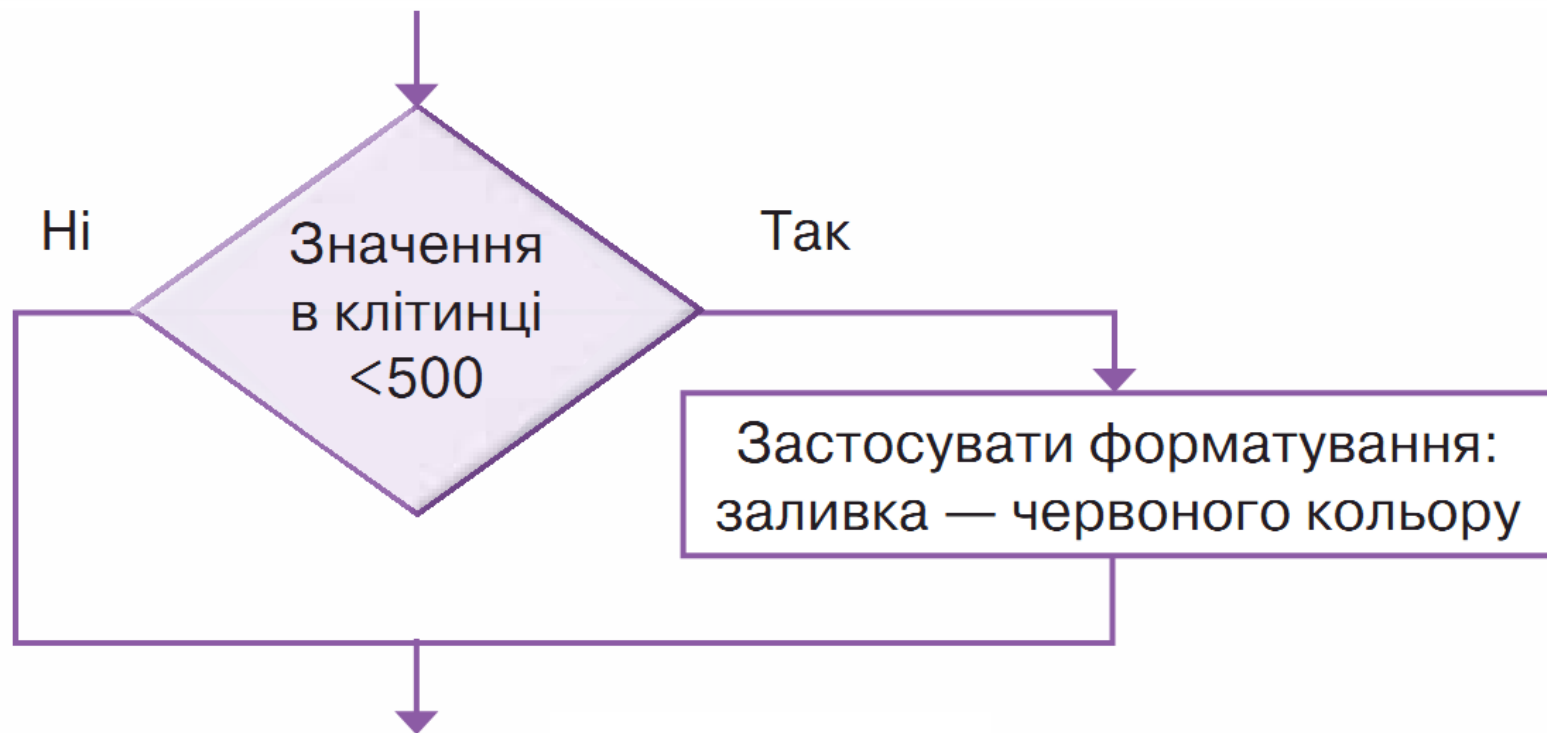 Ні
Значення
в клітинці
<500
Так
Застосувати форматування:
заливка — червоного кольору